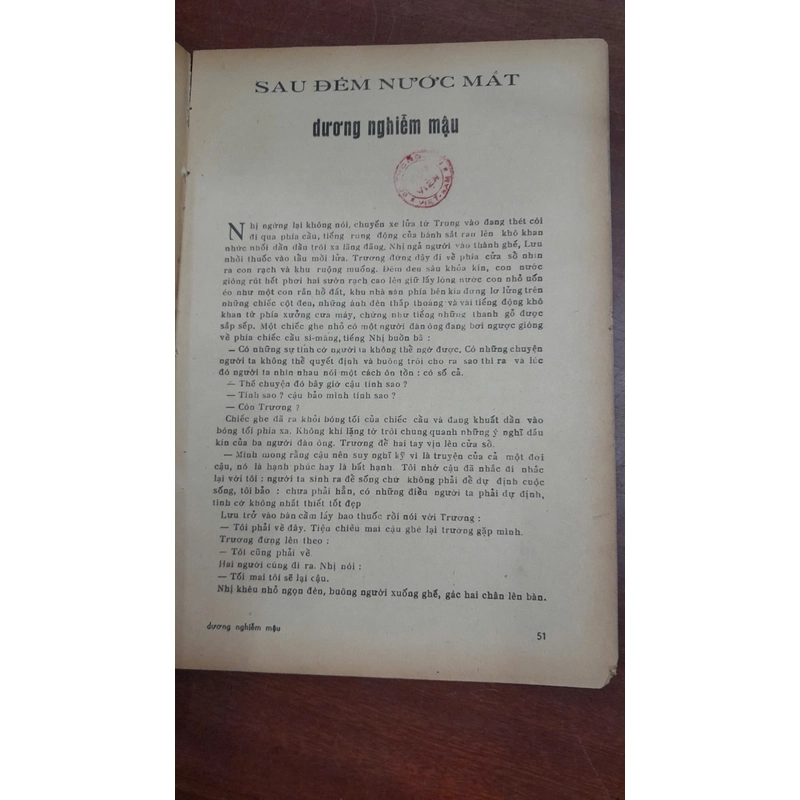 SAU ĐÊM NƯỚC MẮT
dương nghiễm mậu
Nhị ngừng lại không nói, chuyến xe lửa từ Trung vào đang thét còi
đi qua phía cầu, tiếng rung động của bánh sắt rạn lên khó khan
nhức nhối dần dần trôi xa lãng đãng. Nhị ngả người vào thành ghế, Lưu
nhồi thuốc vào tẩu mồi lửa. Trương đứng dậy đi về phía cửa sổ nhìn
ra con rạch và khu ruộng muống. Đêm đen sâu khỏa kín, con nước
giòng rút hết phơi hai sườn rạch cao lên giữ lấy lòng nước con nhỏ uốn
éo như một con rắn hổ đất, khu nhà sàn phía bên kia đứng lơ lửng trên
những chiếc cột đen, những ánh đèn thấp thoáng và vài tiếng động khô
khan từ phía xưởng cưa máy, chừng như tiếng những thanh gỗ được
sắp xếp. Một chiếc ghe nhỏ có một người đàn ông đang bơi ngược giòng
về phía chiếc cầu si-măng, tiếng Nhị buồn bã :
— Có những sự tình cờ người ta không thể ngờ được. Có những chuyện
người ta không thể quyết định và buông trôi cho ra sao thì ra và lúc
đó người ta nhìn nhau nói một cách ôn tồn : có số cả.
— Thế chuyện đó bây giờ cậu tính sao ?
— Tính sao ? cậu bảo mình tính sao ?
— Còn Trương ?
Chiếc ghe đã ra khỏi bóng tối của chiếc cầu và đang khuất dần vào
bóng tối phía xa. Không khí lặng tờ trôi chung quanh những ý nghĩ dấu
kín của ba người đàn ông. Trương để hai tay vịn lên cửa sổ.
— Mình mong rằng cậu nên suy nghĩ kỹ vì là truyện của cả một đời
cậu, nó là hạnh phúc hay là bất hạnh. Tôi nhờ cậu đã nhắc đi nhắc
lại với tôi : người ta sinh ra để sống chứ không phải để dự định cuộc
sống, tôi bảo : chưa phải hẳn, có những điều người ta phải dự định,
tình cờ không nhất thiết tốt đẹp
Lưu trở vào bàn cầm lấy bao thuốc rồi nói với Trương :
— Tôi phải về đây. Tiện chiều mai cậu ghé lại trường gặp mình.
Trương đứng lên theo :
— Tôi cũng phải về
Hai người cùng đi ra. Nhị nói :
— Tối mai tôi sẽ lại cậu.
Nhị khêu nhỏ ngọn đèn, buông người xuống ghế, gác hai chân lên bàn.
dương nghiễm mậu
51